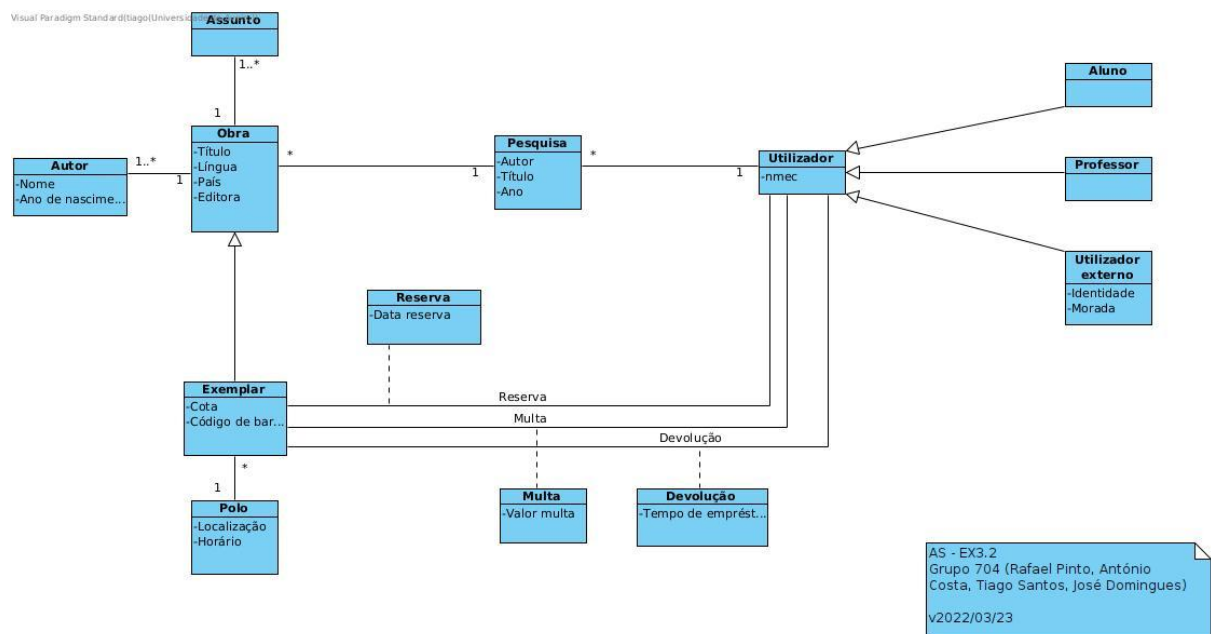 Visual Paradigm Standard(tiago(Universidade
Assunto
1..*
1
Obra
-Título
-Língua
-País
-Editora
Autor
-Nome
-Ano de nascime...
1..*
1
*
1
Pesquisa
-Autor
-Título
-Ano
*
1
Utilizador
-nmec
Aluno
Professor
Utilizador
externo
-Identidade
-Morada
Reserva
-Data reserva
Exemplar
-Cota
-Código de bar...
Reserva
Multa
Devolução
*
1
Polo
-Localização
-Horário
Multa
-Valor multa
Devolução
-Tempo de emprést...
AS - EX3.2
Grupo 704 (Rafael Pinto, António
Costa, Tiago Santos, José Domingues)
v2022/03/23